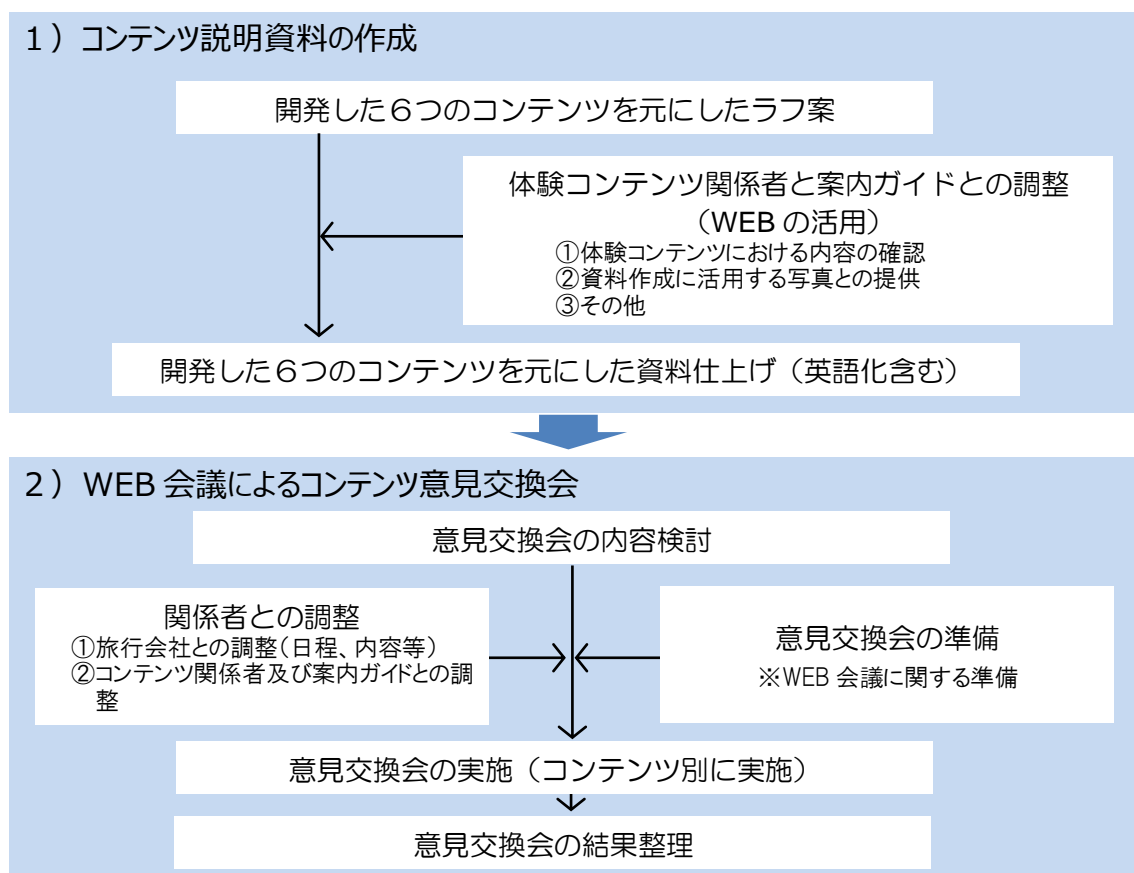 １）コンテンツ説明資料の作成
開発した６つのコンテンツを元にしたラフ案
体験コンテンツ関係者と案内ガイドとの調整
（WEB の活用）
①体験コンテンツにおける内容の確認
②資料作成に活用する写真との提供
③その他
開発した６つのコンテンツを元にした資料仕上げ（英語化含む）
２）WEB 会議によるコンテンツ意見交換会
意見交換会の内容検討
関係者との調整
①旅行会社との調整（日程、内容等）
②コンテンツ関係者及び案内ガイドとの調
整
意見交換会の準備
※WEB 会議に関する準備
意見交換会の実施（コンテンツ別に実施）
意見交換会の結果整理